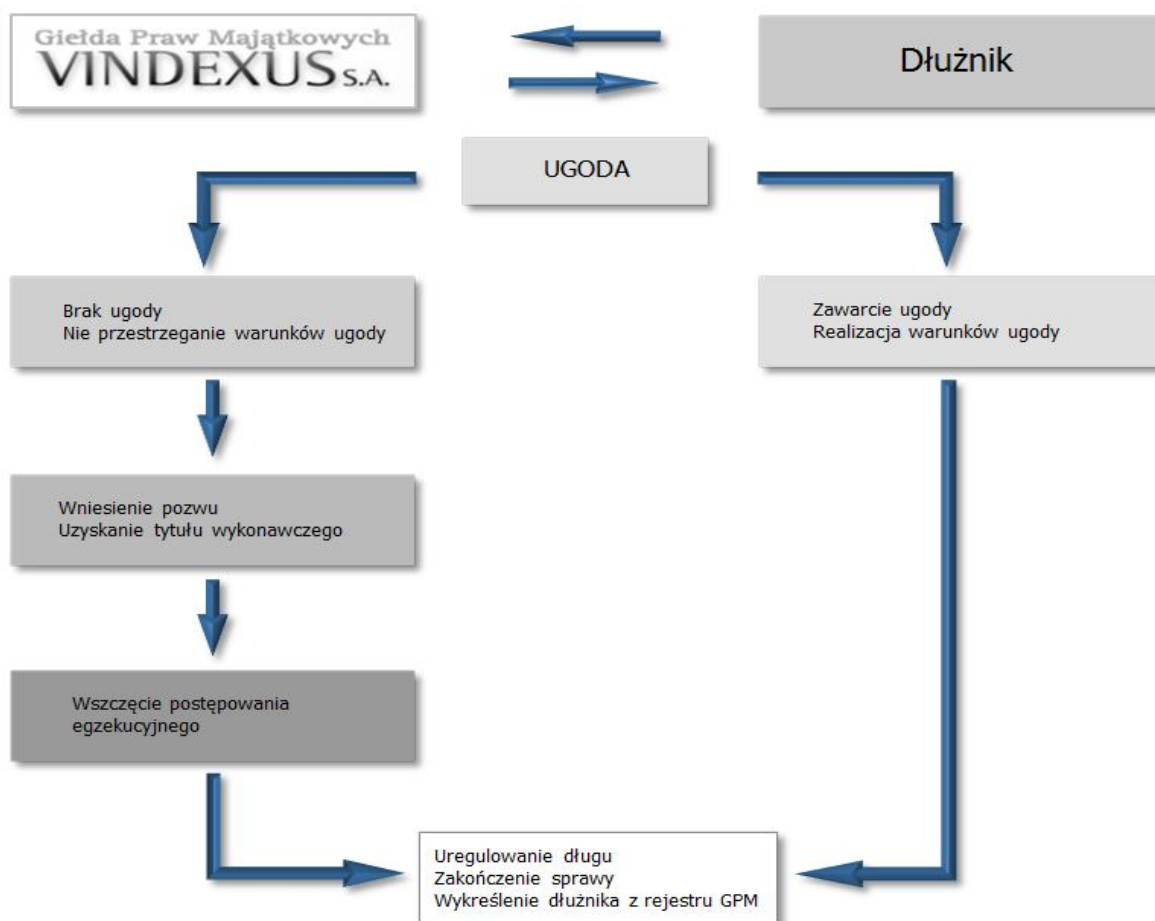 Giełda Praw Majątkowych
VINDEXUS S.A.
Dłużnik
UGODA
Brak ugody
Nie przestrzeganie warunków ugody
Zawarcie ugody
Realizacja warunków ugody
Wniesienie pozwu
Uzyskanie tytułu wykonawczego
Wszczęcie postępowania
egzekucyjnego
Uregulowanie długu
Zakończenie sprawy
Wykreślenie dłużnika z rejestru GPM